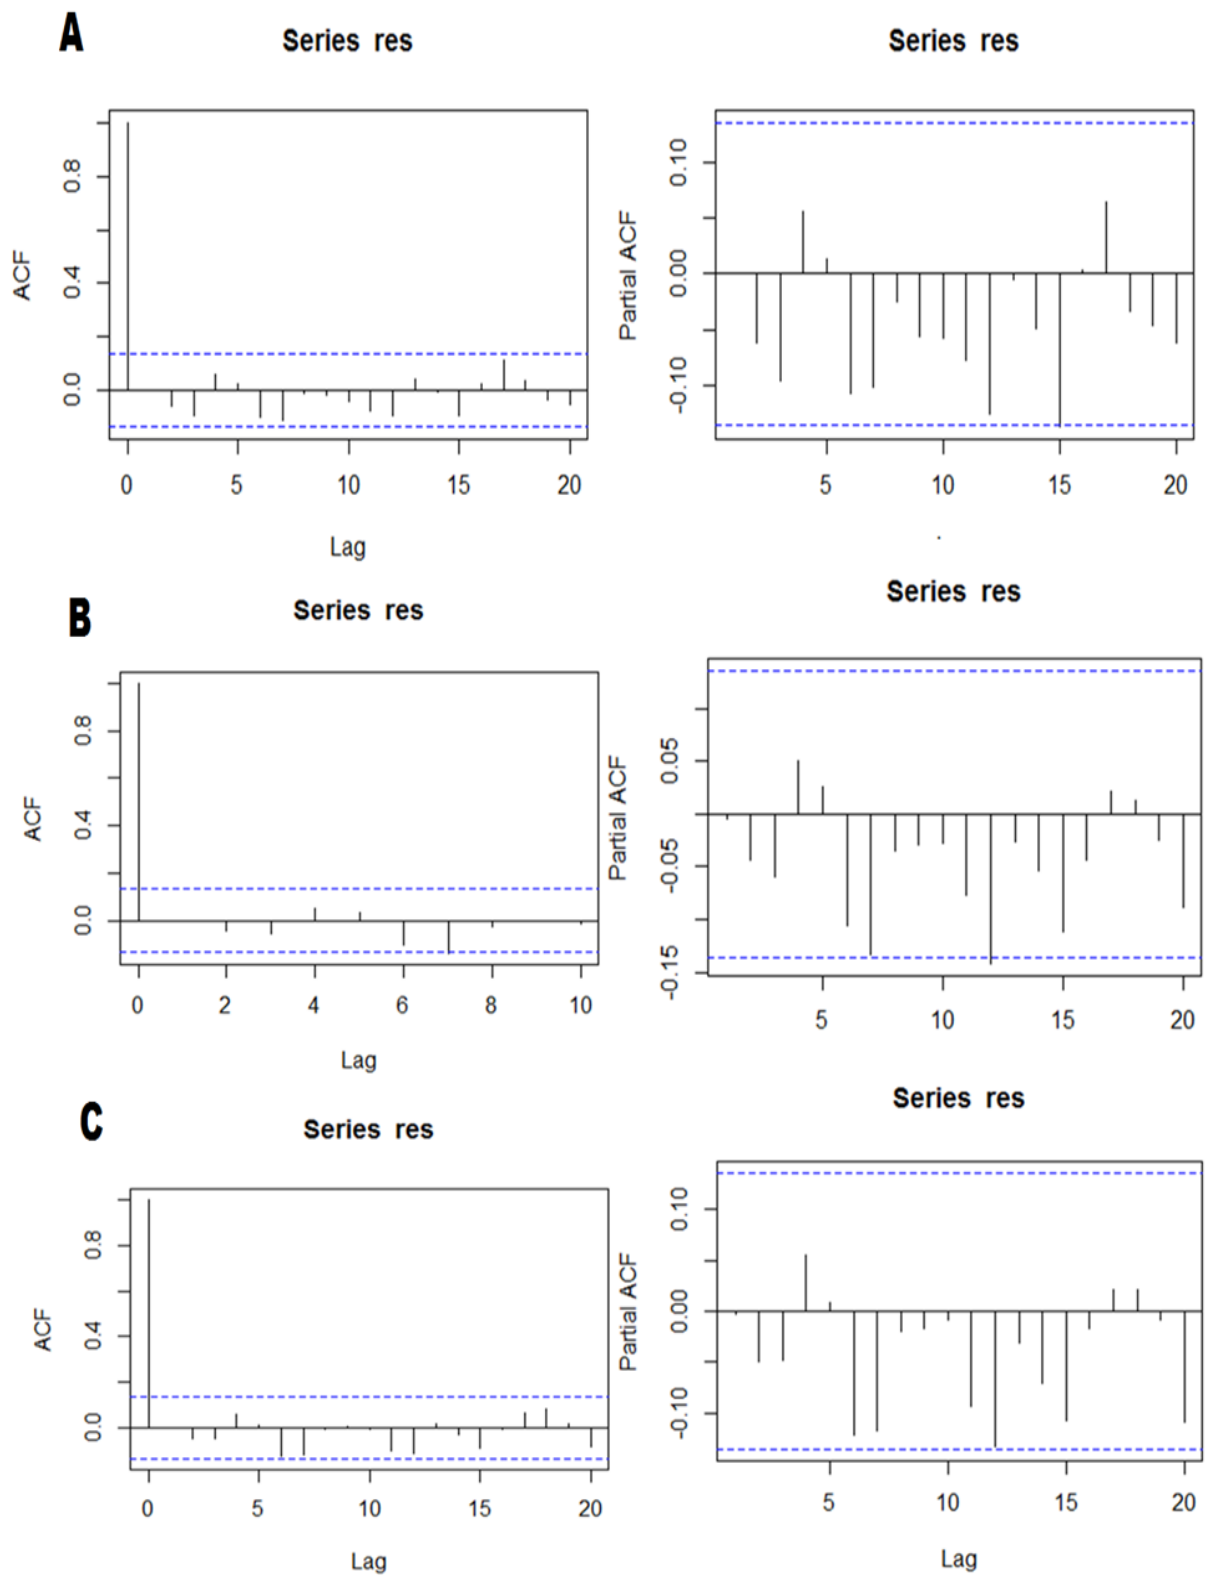 A
Series res
Series res
ACF
0.0 0.4 0.8
0 5 10 15 20
Lag
Partial ACF
-0.10 0.00 0.10
5 10 15 20
B
Series res
Series res
ACF
0.0 0.4 0.8
0 2 4 6 8 10
Lag
Partial ACF
-0.15 -0.05 0.05
5 10 15 20
C
Series res
Series res
ACF
0.0 0.4 0.8
0 5 10 15 20
Lag
Partial ACF
-0.10 0.00 0.10
5 10 15 20
Lag